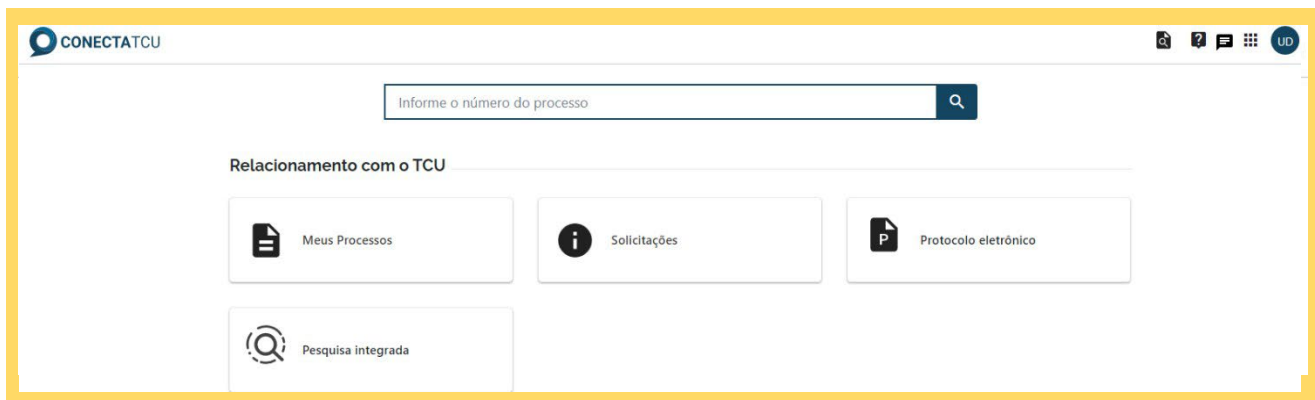 CONECTATCU
UD
Informe o número do processo
Relacionamento com o TCU
Meus Processos
Solicitações
P
Protocolo eletrônico
Pesquisa integrada